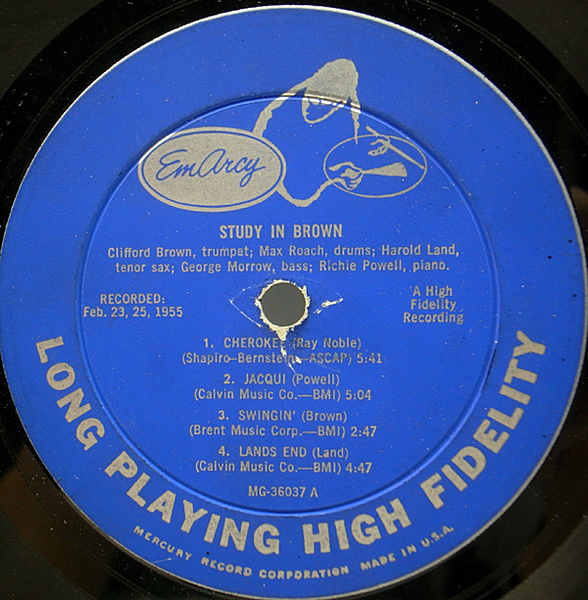 EmArcy
STUDY IN BROWN
Clifford Brown, trumpet; Max Roach, drums; Harold Land,
tenor sax; George Morrow, bass; Richie Powell, piano.
RECORDED:
Feb. 23, 25, 1955
A High
Fidelity
Recording
1. CHEROKEE (Ray Noble)
(Shapiro—Bernstein—ASCAP) 5:41
2. JACQUI (Powell)
(Calvin Music Co.—BMI) 5:04
3. SWINGIN' (Brown)
(Brent Music Corp.—BMI) 2:47
4. LANDS END (Land)
(Calvin Music Co.—BMI) 4:47
MG-36037 A
LONG PLAYING HIGH FIDELITY
MERCURY RECORD CORPORATION MADE IN U.S.A.